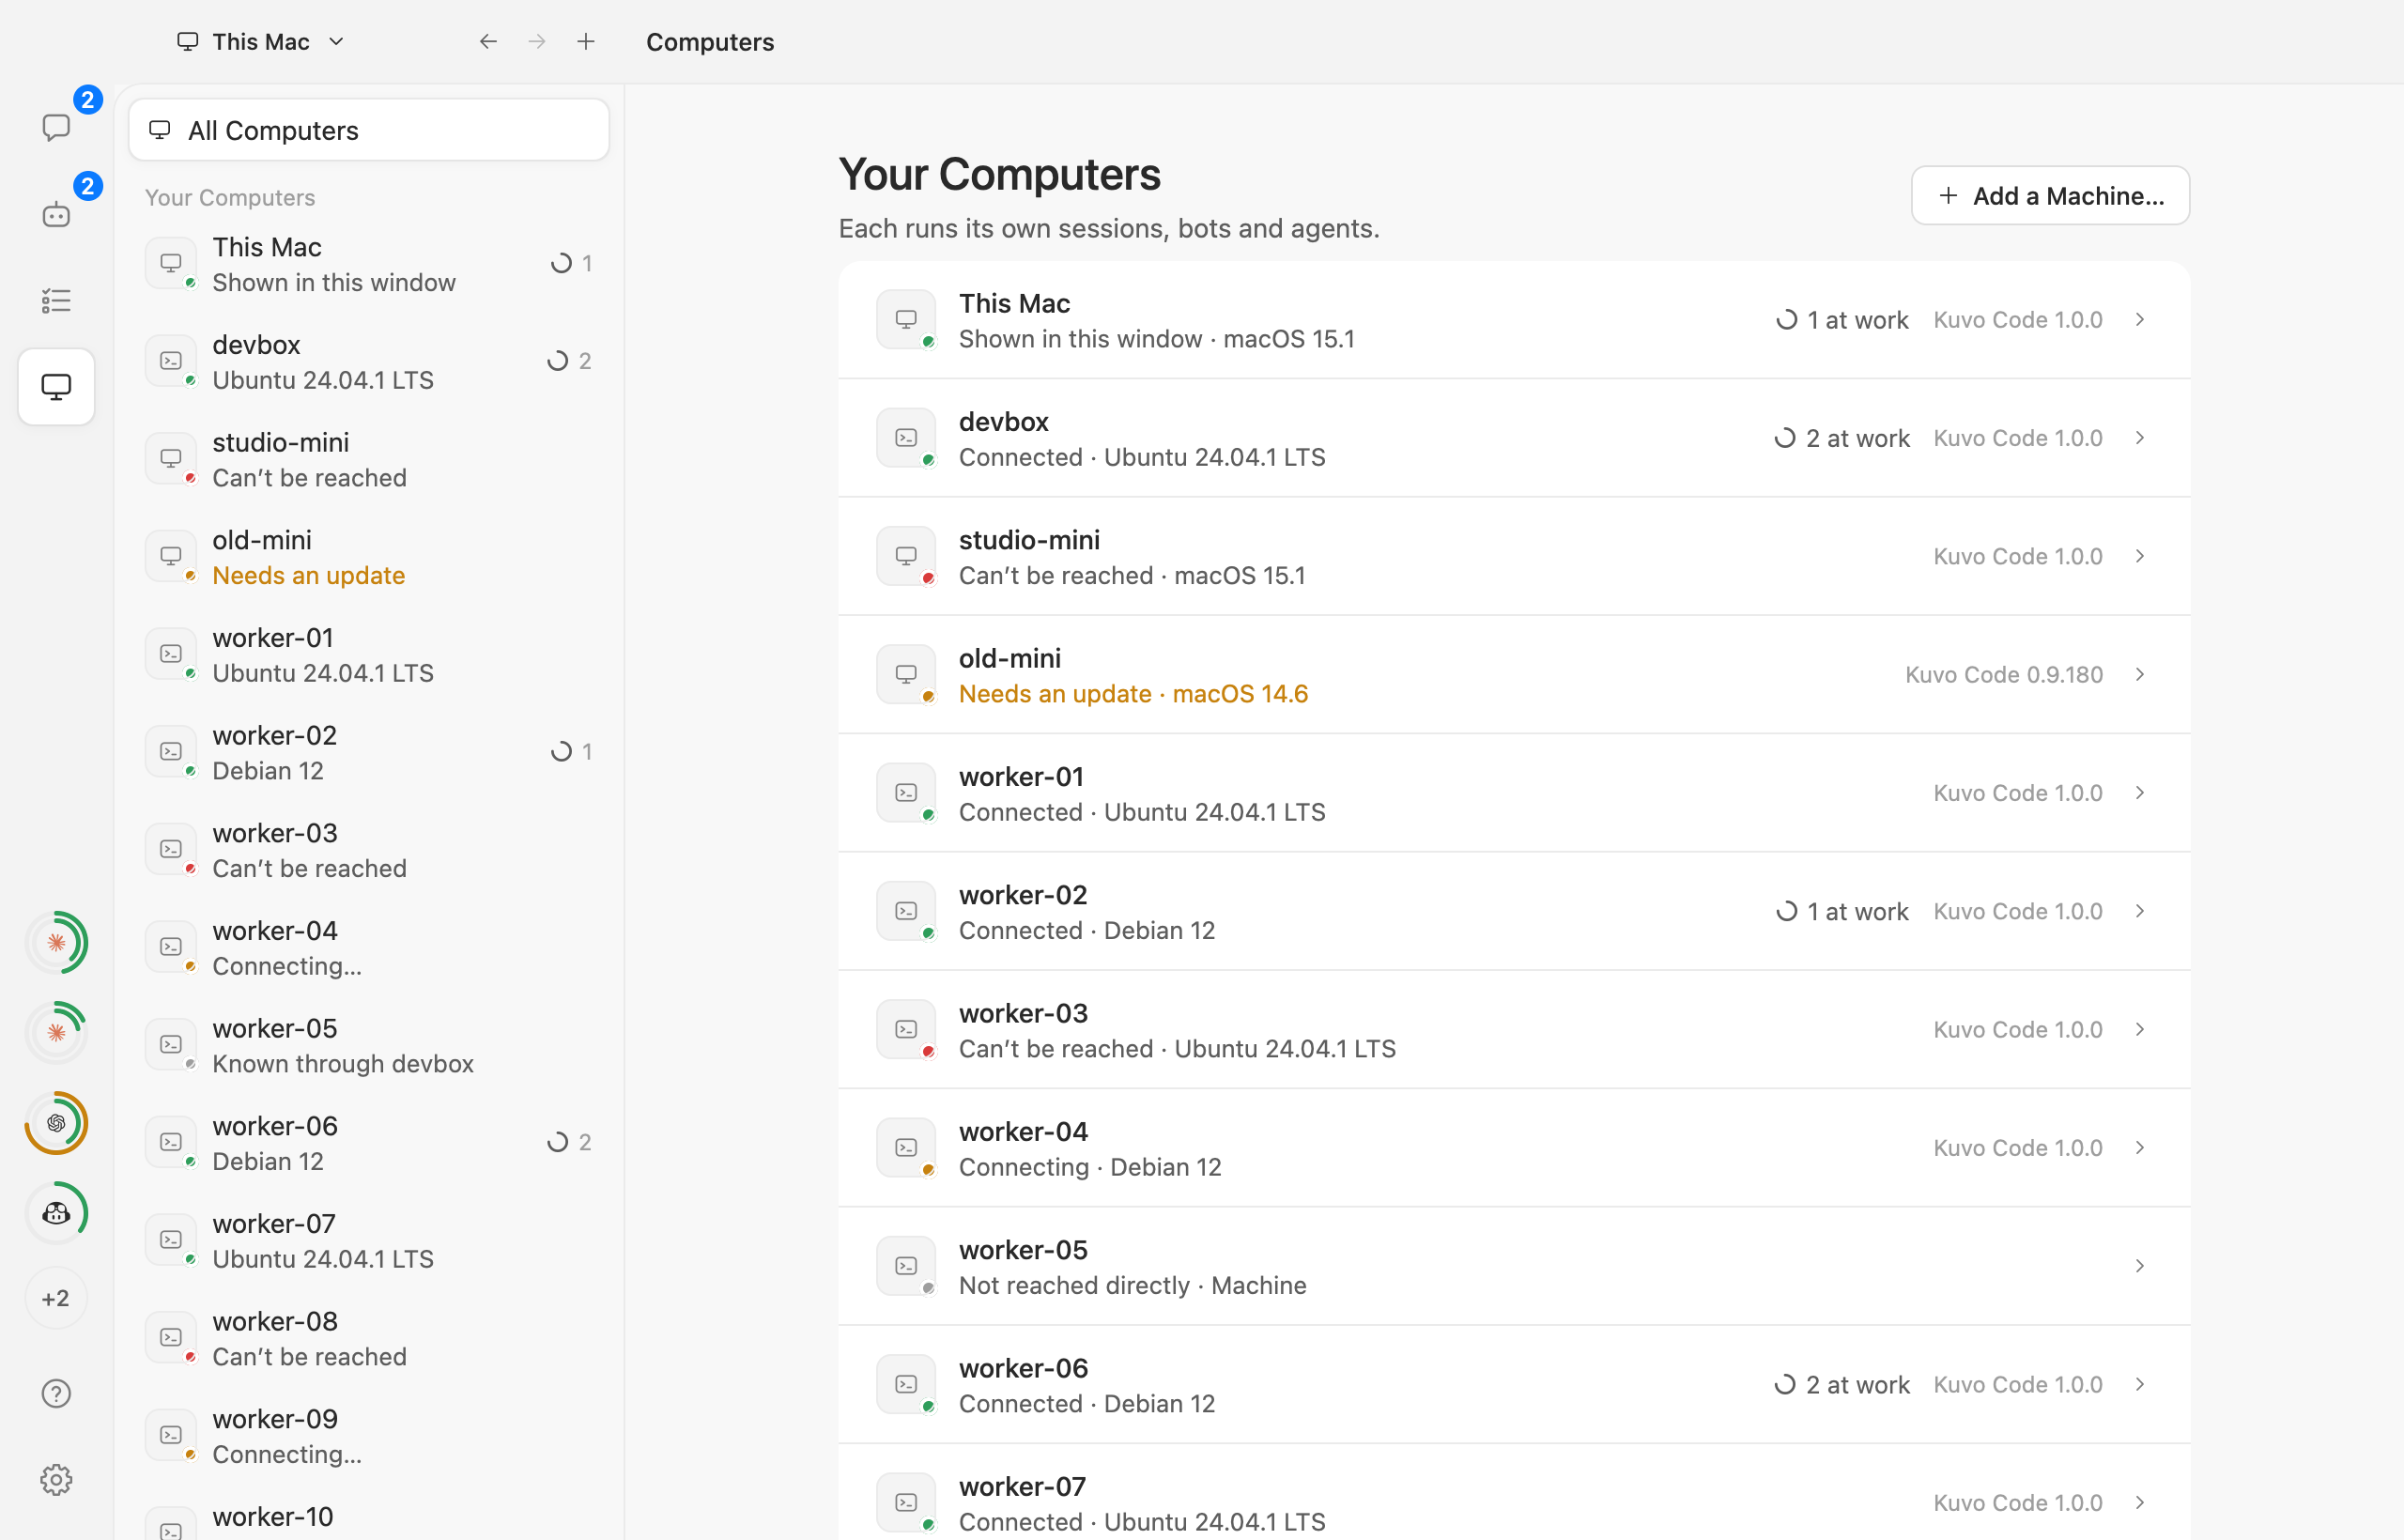 This Mac
Computers
2
2
+2
All Computers
Your Computers
This Mac
Shown in this window
1
devbox
Ubuntu 24.04.1 LTS
2
studio-mini
Can’t be reached
old-mini
Needs an update
worker-01
Ubuntu 24.04.1 LTS
worker-02
Debian 12
1
worker-03
Can’t be reached
worker-04
Connecting…
worker-05
Known through devbox
worker-06
Debian 12
2
worker-07
Ubuntu 24.04.1 LTS
worker-08
Can’t be reached
worker-09
Connecting…
worker-10
Your Computers
Each runs its own sessions, bots and agents.
Add a Machine...
This Mac
Shown in this window · macOS 15.1
1 at work Kuvo Code 1.0.0
devbox
Connected · Ubuntu 24.04.1 LTS
2 at work Kuvo Code 1.0.0
studio-mini
Can’t be reached · macOS 15.1
Kuvo Code 1.0.0
old-mini
Needs an update · macOS 14.6
Kuvo Code 0.9.180
worker-01
Connected · Ubuntu 24.04.1 LTS
Kuvo Code 1.0.0
worker-02
Connected · Debian 12
1 at work Kuvo Code 1.0.0
worker-03
Can’t be reached · Ubuntu 24.04.1 LTS
Kuvo Code 1.0.0
worker-04
Connecting · Debian 12
Kuvo Code 1.0.0
worker-05
Not reached directly · Machine
worker-06
Connected · Debian 12
2 at work Kuvo Code 1.0.0
worker-07
Connected · Ubuntu 24.04.1 LTS
Kuvo Code 1.0.0